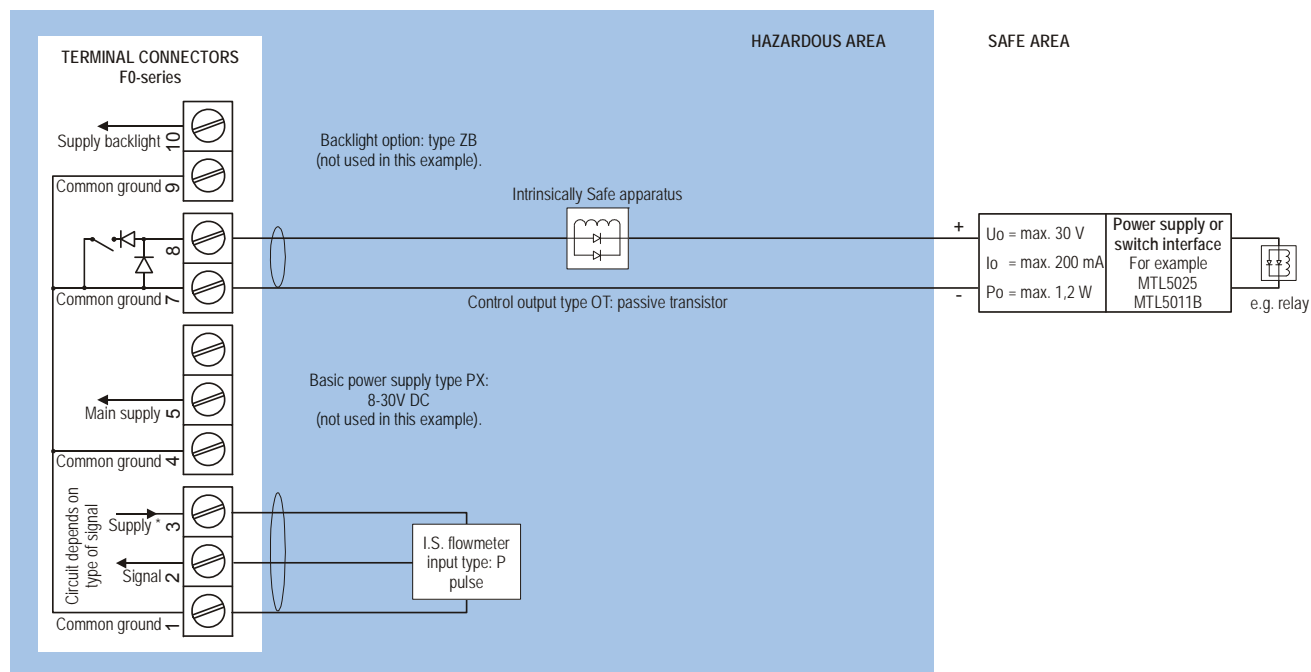 HAZARDOUS AREA
SAFE AREA
TERMINAL CONNECTORS
F0-series
Supply backlight
10
Common ground
9
Backlight option: type ZB
(not used in this example).
Intrinsically Safe apparatus
8
Common ground
7
Control output type OT: passive transistor
+
-
Uo = max. 30 V
Io = max. 200 mA
Po = max. 1,2 W
Power supply or
switch interface
For example
MTL5025
MTL5011B
e.g. relay
Main supply
5
Common ground
4
Basic power supply type PX:
8-30V DC
(not used in this example).
Circuit depends on
type of signal
Supply *
3
Signal
2
Common ground
1
I.S. flowmeter
input type: P
pulse